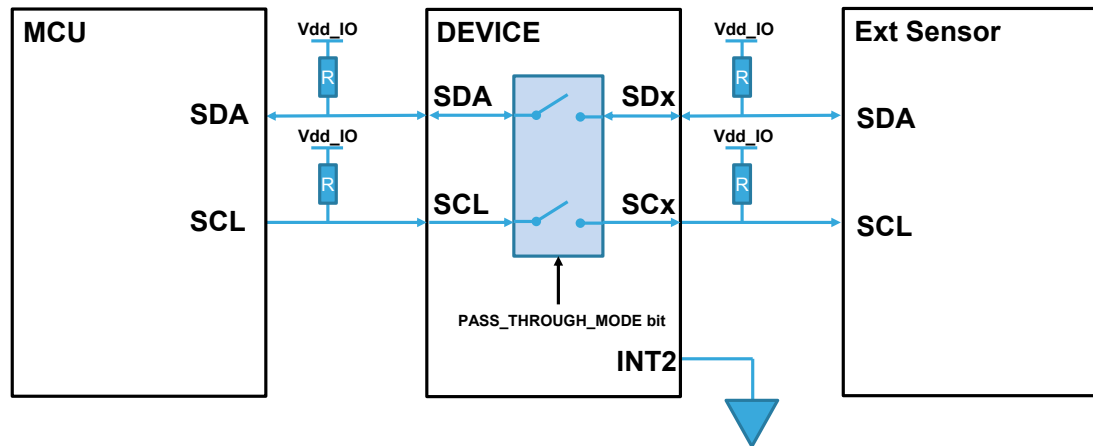 MCU
Vdd_IO
DEVICE
Vdd_IO
Ext Sensor
R
R
SDA
SDA
SDx
SDA
Vdd_IO
Vdd_IO
R
R
SCL
SCL
SCx
SCL
PASS_THROUGH_MODE bit
INT2